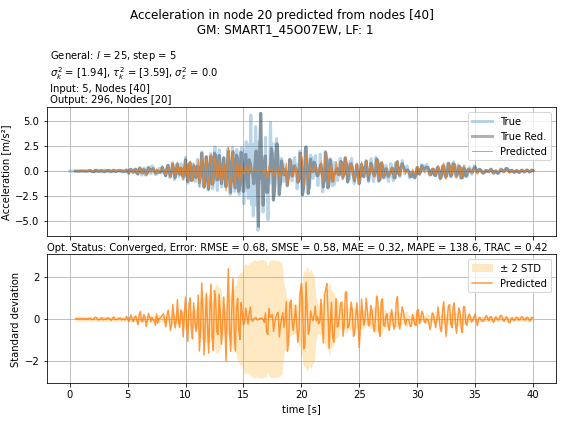 Acceleration in node 20 predicted from nodes [40]
GM: SMART1_45O07EW, LF: 1
General: l = 25, step = 5
σ²ₖ = [1.94], τ²ₖ = [3.59], σ²ε = 0.0
Input: 5, Nodes [40]
Output: 296, Nodes [20]
Acceleration [m/s²]
5.0
2.5
0.0
−2.5
−5.0
True
True Red.
Predicted
Opt. Status: Converged, Error: RMSE = 0.68, SMSE = 0.58, MAE = 0.32, MAPE = 138.6, TRAC = 0.42
Standard deviation
2
0
−2
± 2 STD
Predicted
0 5 10 15 20 25 30 35 40
time [s]